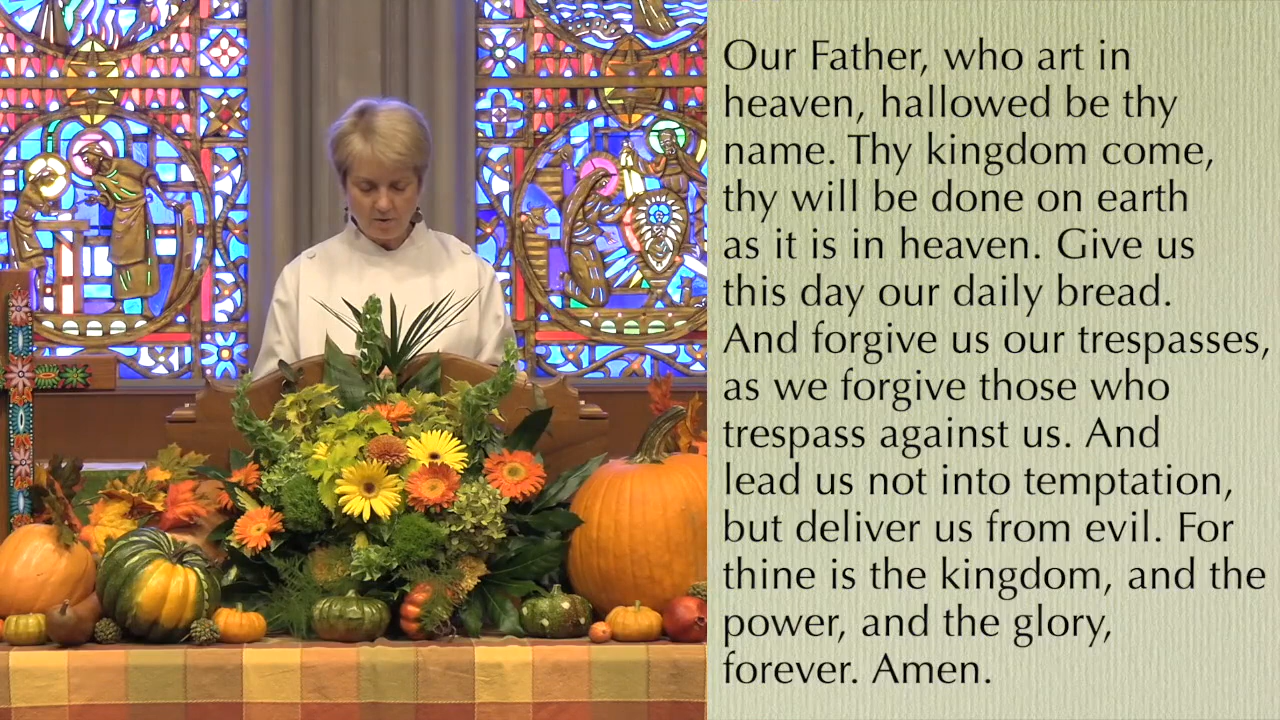 Our Father, who art in
heaven, hallowed be thy
name. Thy kingdom come,
thy will be done on earth
as it is in heaven. Give us
this day our daily bread.
And forgive us our trespasses,
as we forgive those who
trespass against us. And
lead us not into temptation,
but deliver us from evil. For
thine is the kingdom, and the
power, and the glory,
forever. Amen.